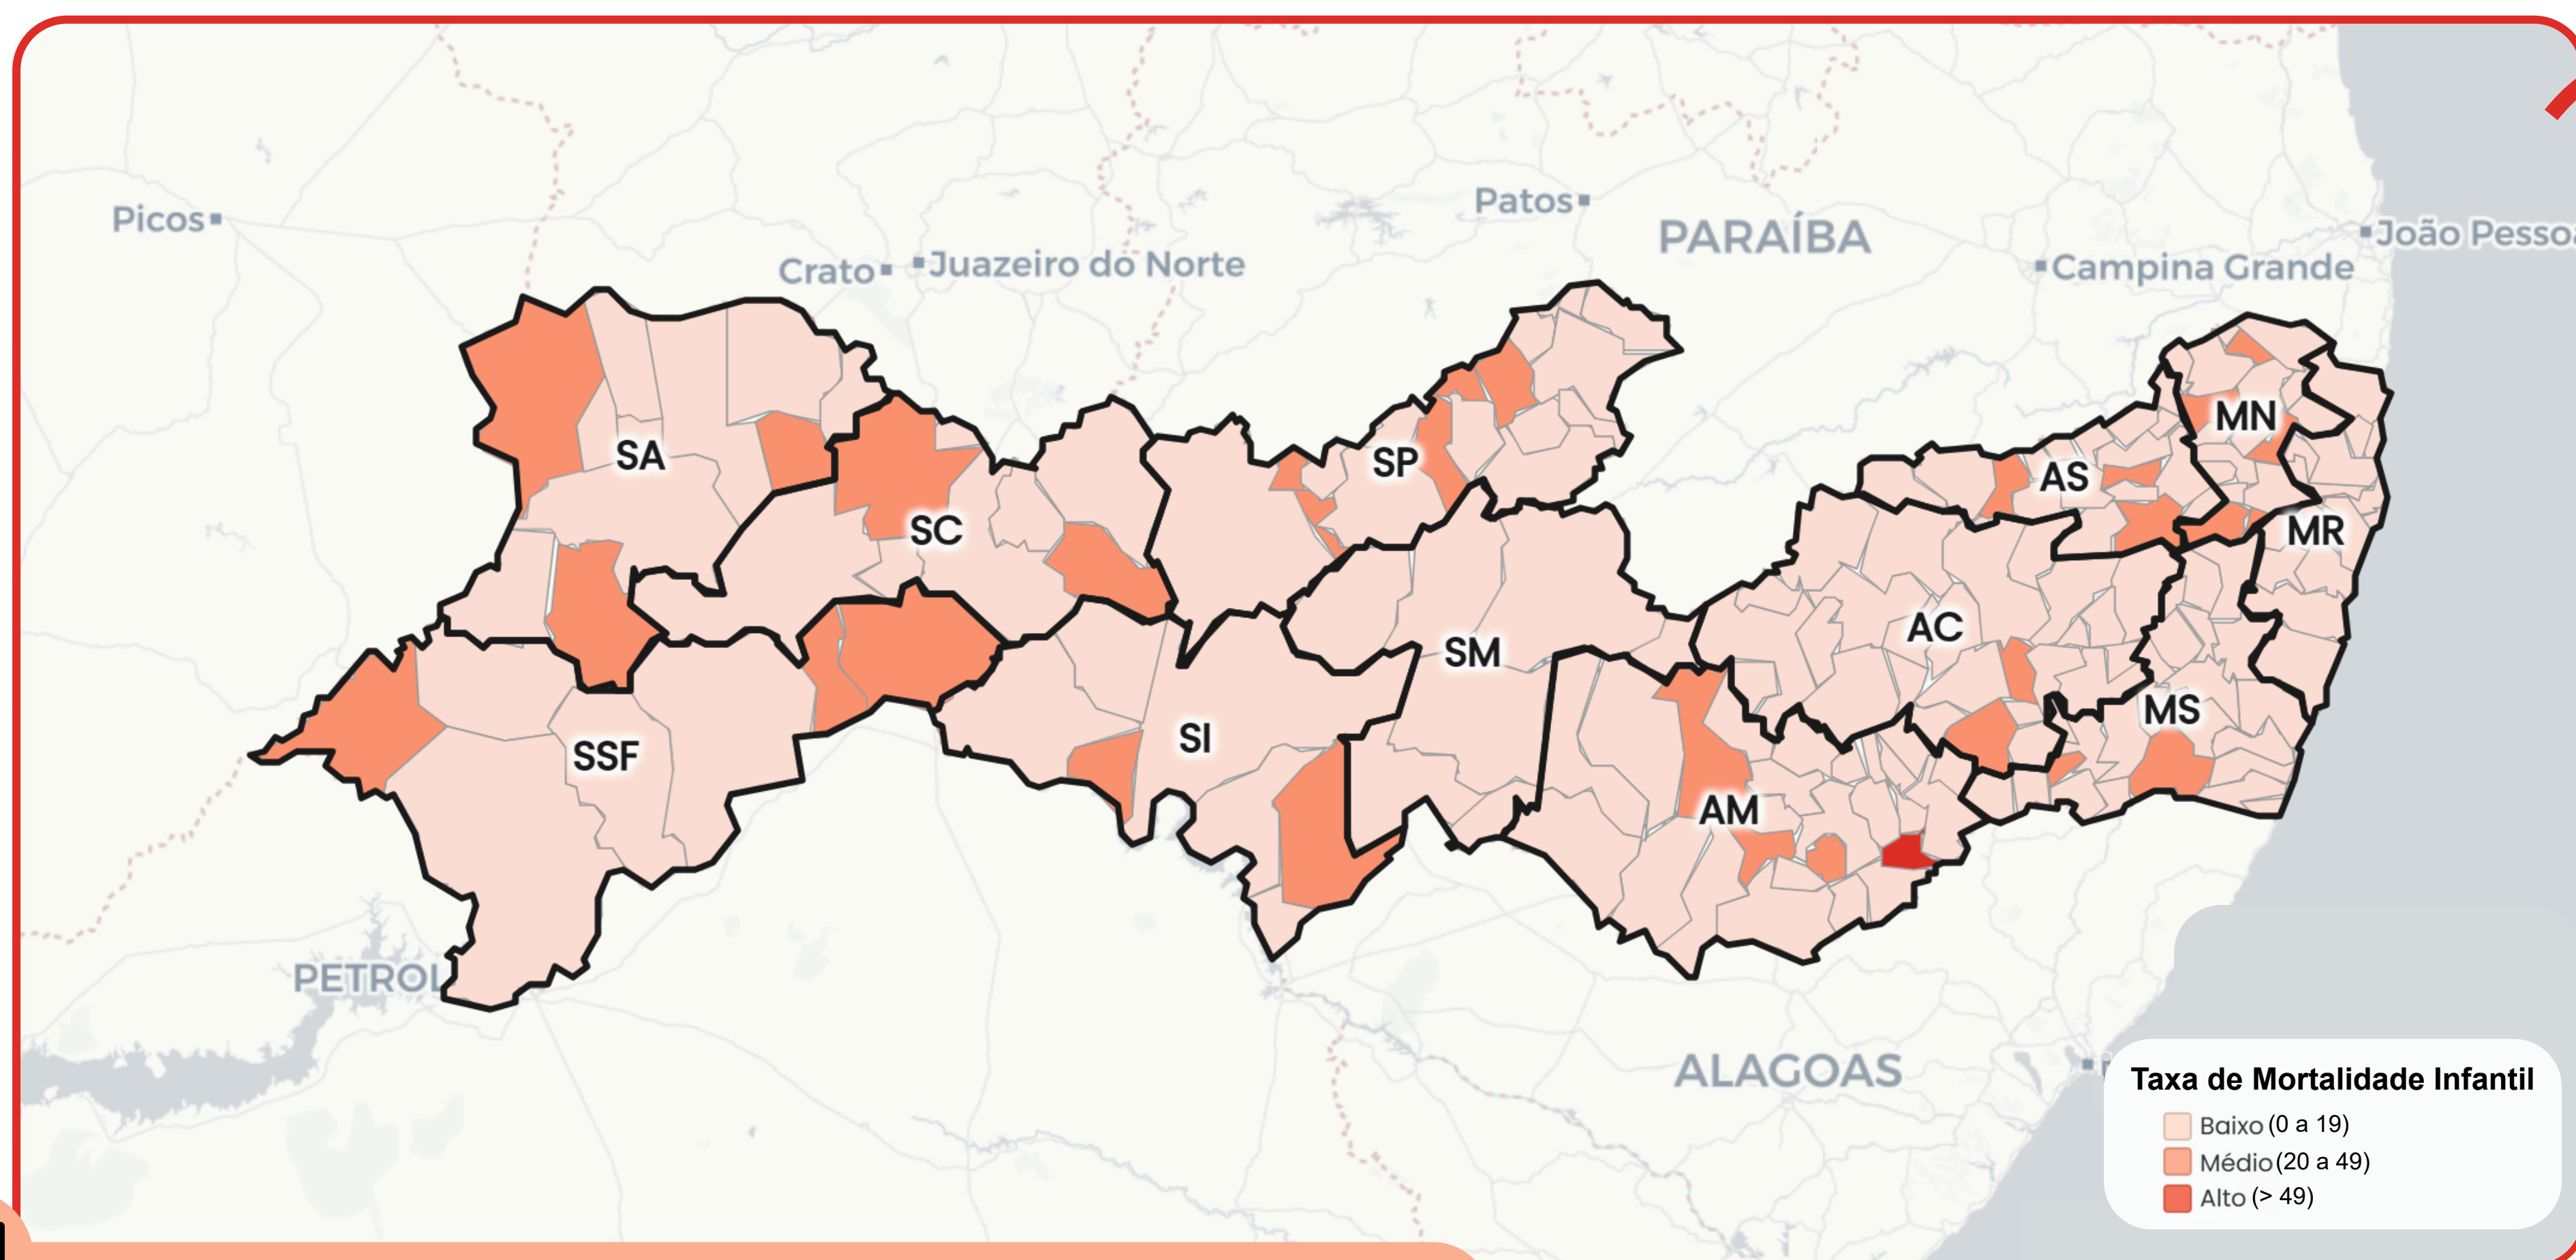 Patos
PARAÍBA
Picos
João Pesso
Crato
Juazeiro do Norte
Campina Grande
MN
SA
SP
AS
SC
MR
AC
SM
MS
SI
SSF
AM
PETROL
ALAGOAS
Taxa de Mortalidade Infantil
Baixo (0 a 19)
Médio (20 a 49)
Alto (> 49)